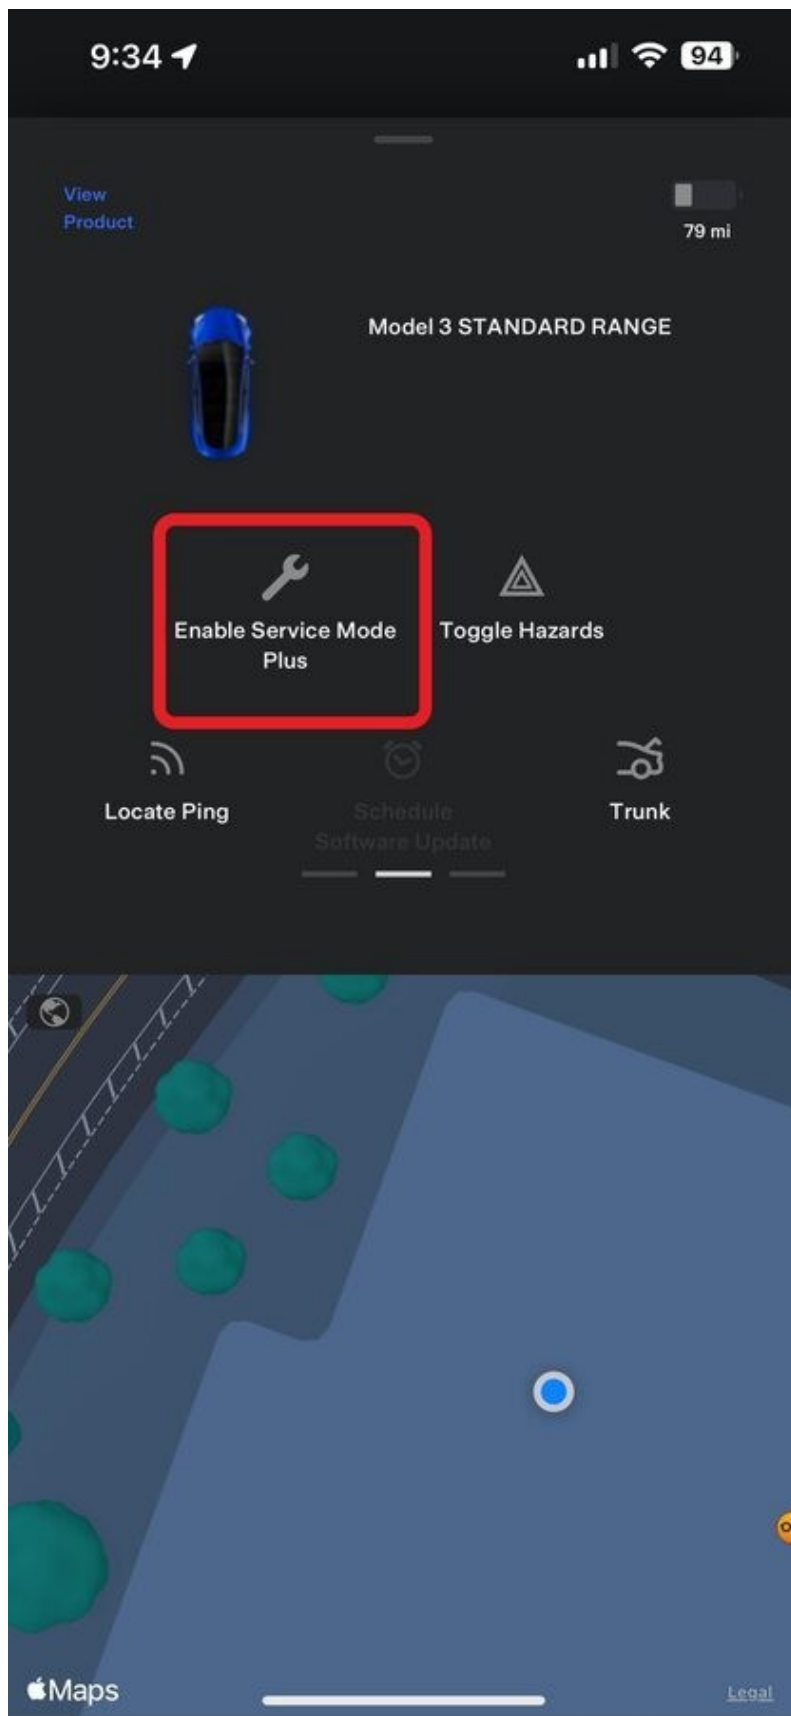 9:34
94
View
Product
79 mi
Model 3 STANDARD RANGE
Enable Service Mode
Plus
Toggle Hazards
Locate Ping
Schedule
Software Update
Trunk
Maps
Legal